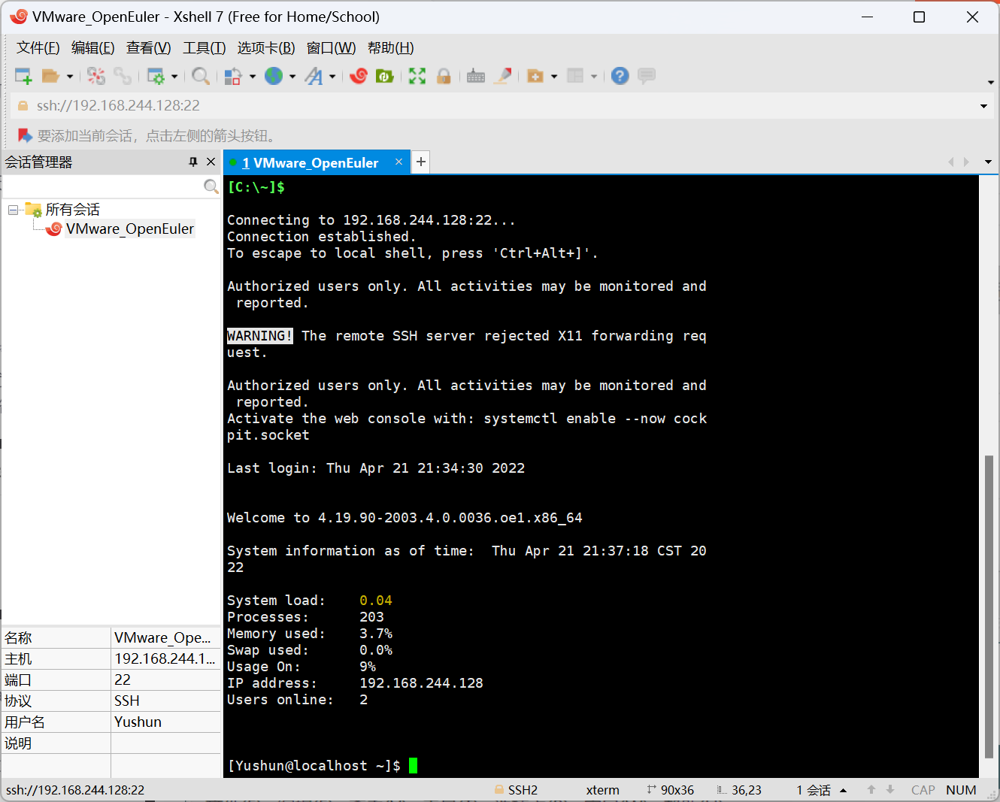 VMware_OpenEuler - Xshell 7 (Free for Home/School)
文件(F) 编辑(E) 查看(V) 工具(T) 选项卡(B) 窗口(W) 帮助(H)
ssh://192.168.244.128:22
要添加当前会话，点击左侧的箭头按钮。
会话管理器
1 VMware_OpenEuler
所有会话
VMware_OpenEuler
[C:\~]$
Connecting to 192.168.244.128:22...
Connection established.
To escape to local shell, press 'Ctrl+Alt+]'.
Authorized users only. All activities may be monitored and
reported.
WARNING! The remote SSH server rejected X11 forwarding req
uest.
Authorized users only. All activities may be monitored and
reported.
Activate the web console with: systemctl enable --now cock
pit.socket
Last login: Thu Apr 21 21:34:30 2022
Welcome to 4.19.90-2003.4.0.0036.oe1.x86_64
System information as of time:  Thu Apr 21 21:37:18 CST 20
22
System load:    0.04
Processes:      203
Memory used:    3.7%
Swap used:      0.0%
Usage On:       9%
IP address:     192.168.244.128
Users online:   2
[Yushun@localhost ~]$
名称 VMware_Ope...
主机 192.168.244.1...
端口 22
协议 SSH
用户名 Yushun
说明
ssh://192.168.244.128:22 SSH2 xterm 90x36 36,23 1 会话 CAP NUM